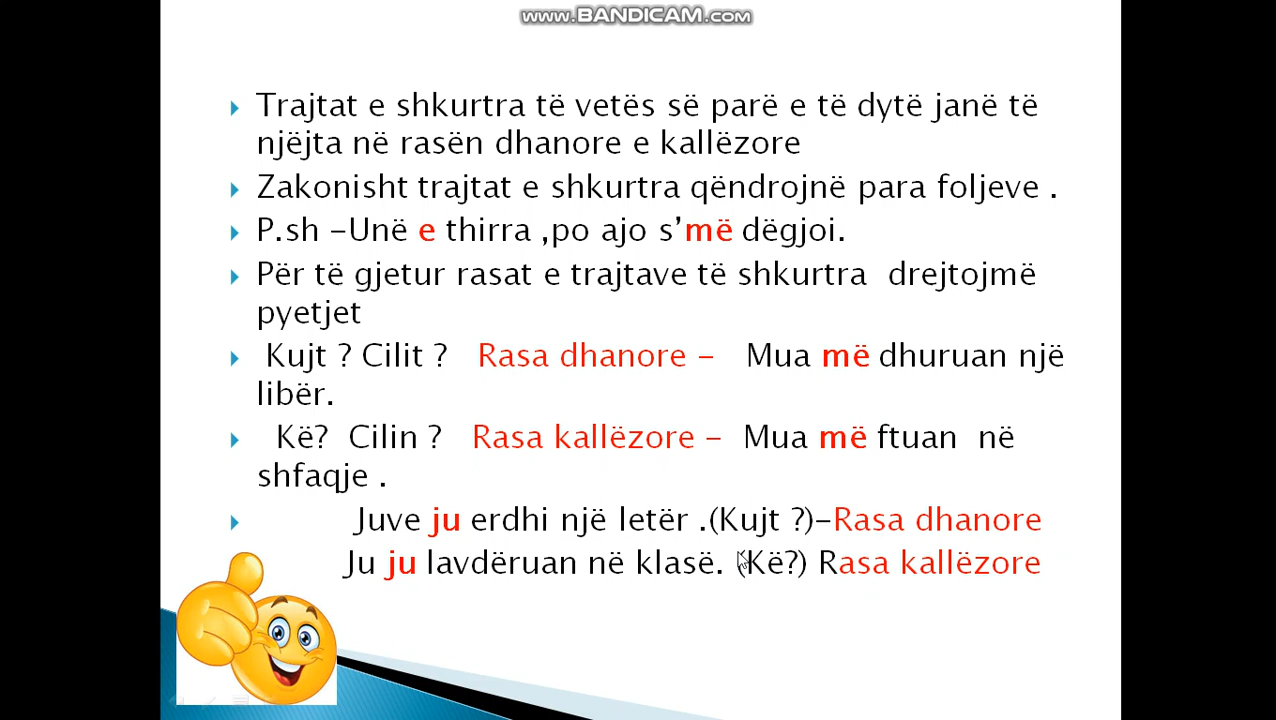 www.BANDICAM.com
Trajtat e shkurtra të vetës së parë e të dytë janë të
njëjta në rasën dhanore e kallëzore
Zakonisht trajtat e shkurtra qëndrojnë para foljeve .
P.sh –Unë e thirra ,po ajo s’më dëgjoi.
Për të gjetur rasat e trajtave të shkurtra drejtojmë
pyetjet
Kujt ? Cilit ? Rasa dhanore – Mua më dhuruan një
libër.
Kë? Cilin ? Rasa kallëzore – Mua më ftuan në
shfaqje .
Juve ju erdhi një letër .(Kujt ?)–Rasa dhanore
Ju ju lavdëruan në klasë. (Kë?) Rasa kallëzore